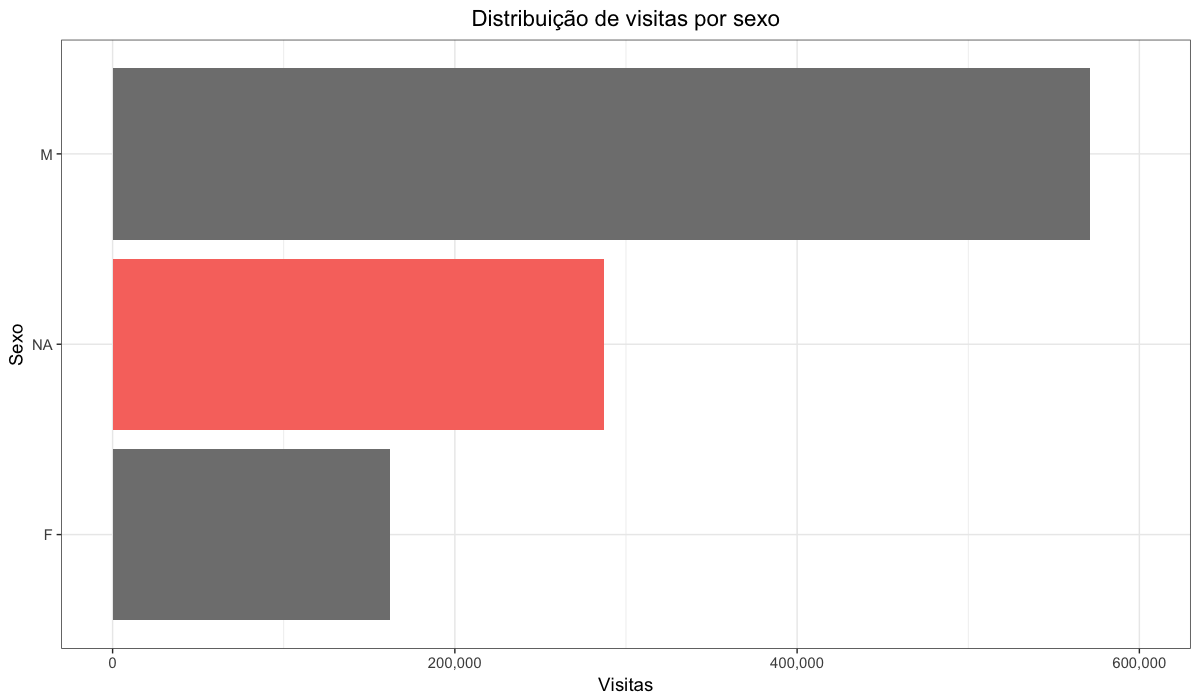 Distribuição de visitas por sexo
Sexo
M
NA
F
0
200,000
400,000
600,000
Visitas